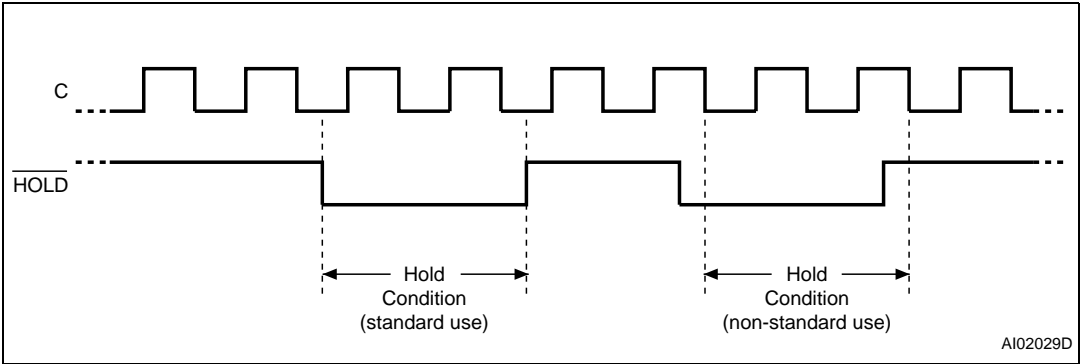 C
HOLD
Hold
Condition
(standard use)
Hold
Condition
(non-standard use)
AI02029D